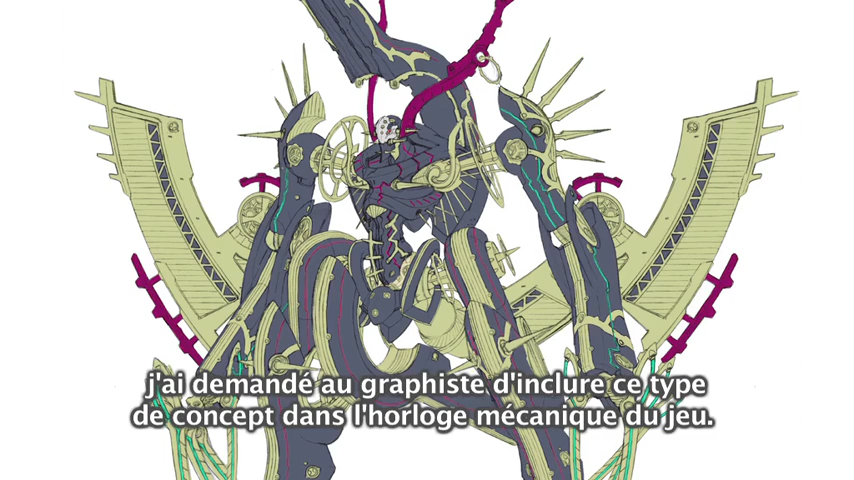 j'ai demandé au graphiste d'inclure ce type
de concept dans l'horloge mécanique du jeu.